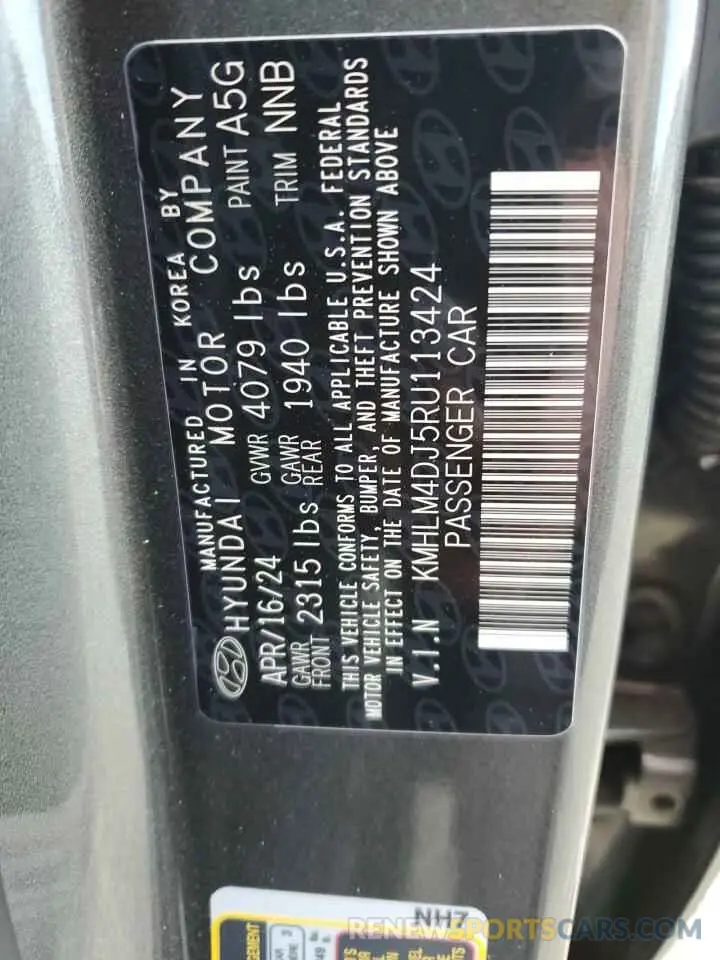 MANUFACTURED IN KOREA BY
HYUNDAI MOTOR COMPANY
APR/16/24 GVWR 4079 lbs PAINT A5G
GAWR FRONT 2315 lbs GAWR REAR 1940 lbs TRIM NNB
THIS VEHICLE CONFORMS TO ALL APPLICABLE U.S.A. FEDERAL
MOTOR VEHICLE SAFETY, BUMPER, AND THEFT PREVENTION STANDARDS
IN EFFECT ON THE DATE OF MANUFACTURE SHOWN ABOVE
V.I.N KMHLM4DJ5RU113424
PASSENGER CAR
NH7
RENEWSPORTSCARS.COM